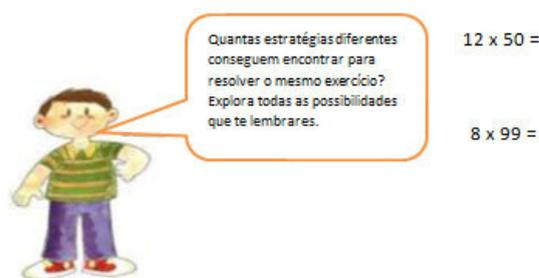 Quantas estratégias diferentes
conseguem encontrar para
resolver o mesmo exercício?
Explora todas as possibilidades
que te lembrares.
12 x 50 =
8 x 99 =